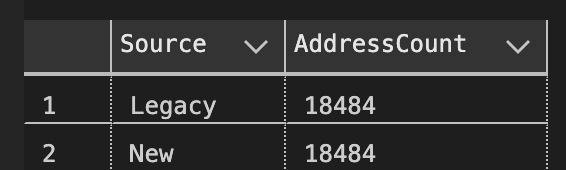 Source AddressCount
1 Legacy 18484
2 New 18484